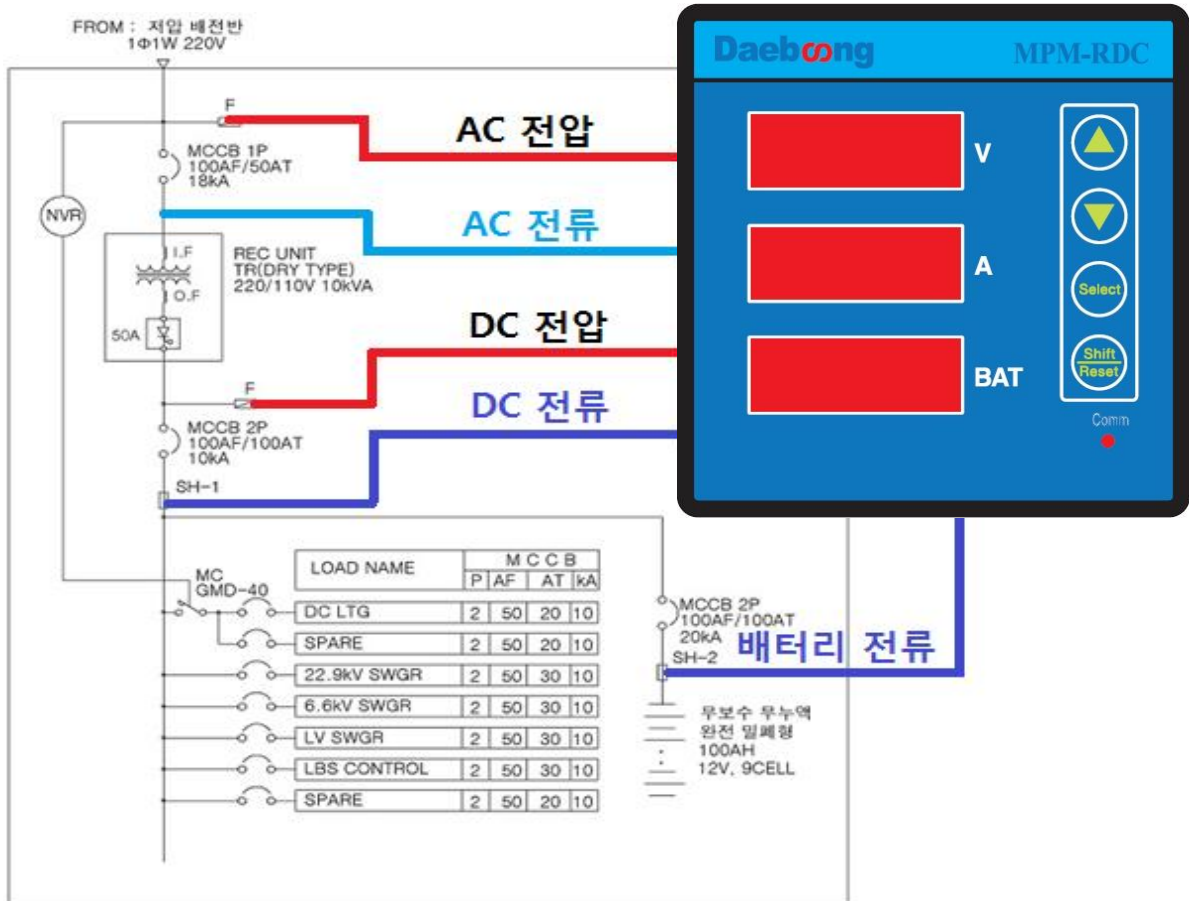 FROM : 저압 배전반
1Φ1W 220V
F
MCCB 1P
100AF/50AT
18kA
NVR
I.F
O.F
50A
REC UNIT
TR(DRY TYPE)
220/110V 10kVA
F
MCCB 2P
100AF/100AT
10kA
SH-1
AC 전압
AC 전류
DC 전압
DC 전류
Daeboong
MPM-RDC
V
A
BAT
Select
Shift
Reset
Comm
MC
GMD-40
LOAD NAME M C C B
P AF AT kA
DC LTG 2 50 20 10
SPARE 2 50 20 10
22.9kV SWGR 2 50 30 10
6.6kV SWGR 2 50 30 10
LV SWGR 2 50 30 10
LBS CONTROL 2 50 30 10
SPARE 2 50 20 10
MCCB 2P
100AF/100AT
20kA
배터리 전류
SH-2
무보수 무누액
완전 밀폐형
100AH
12V, 9CELL